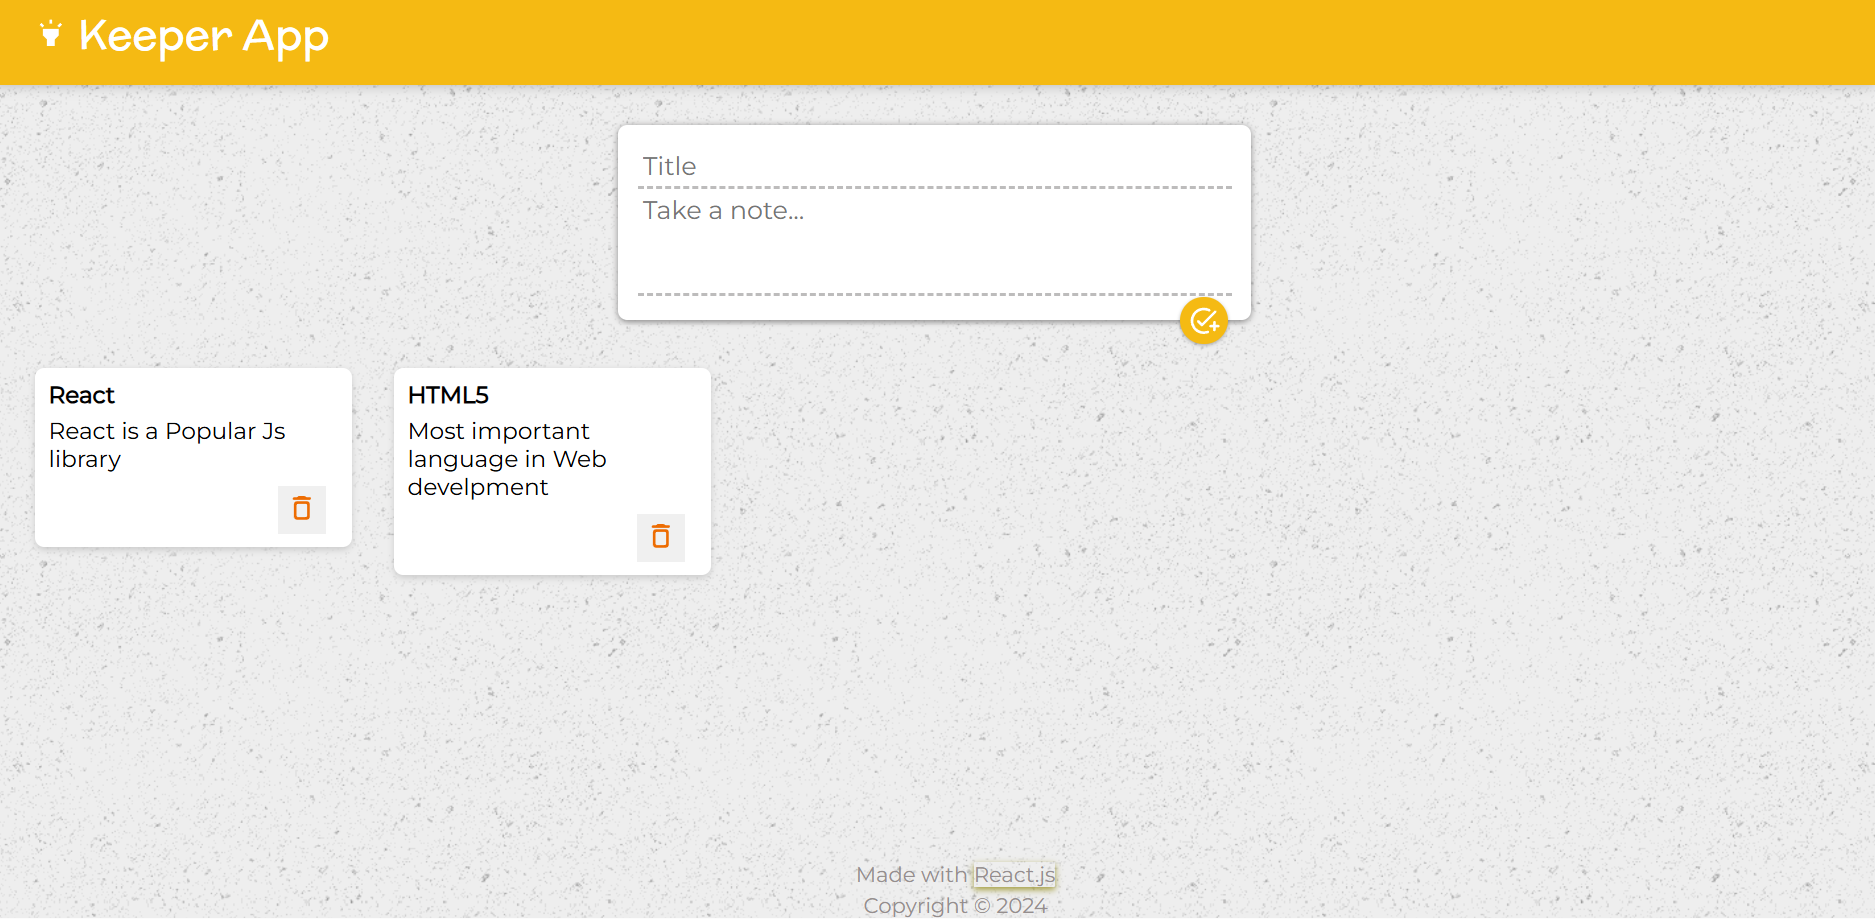 Keeper App
Title
Take a note...
React
React is a Popular Js
library
HTML5
Most important
language in Web
develpment
Made with React.js
Copyright © 2024